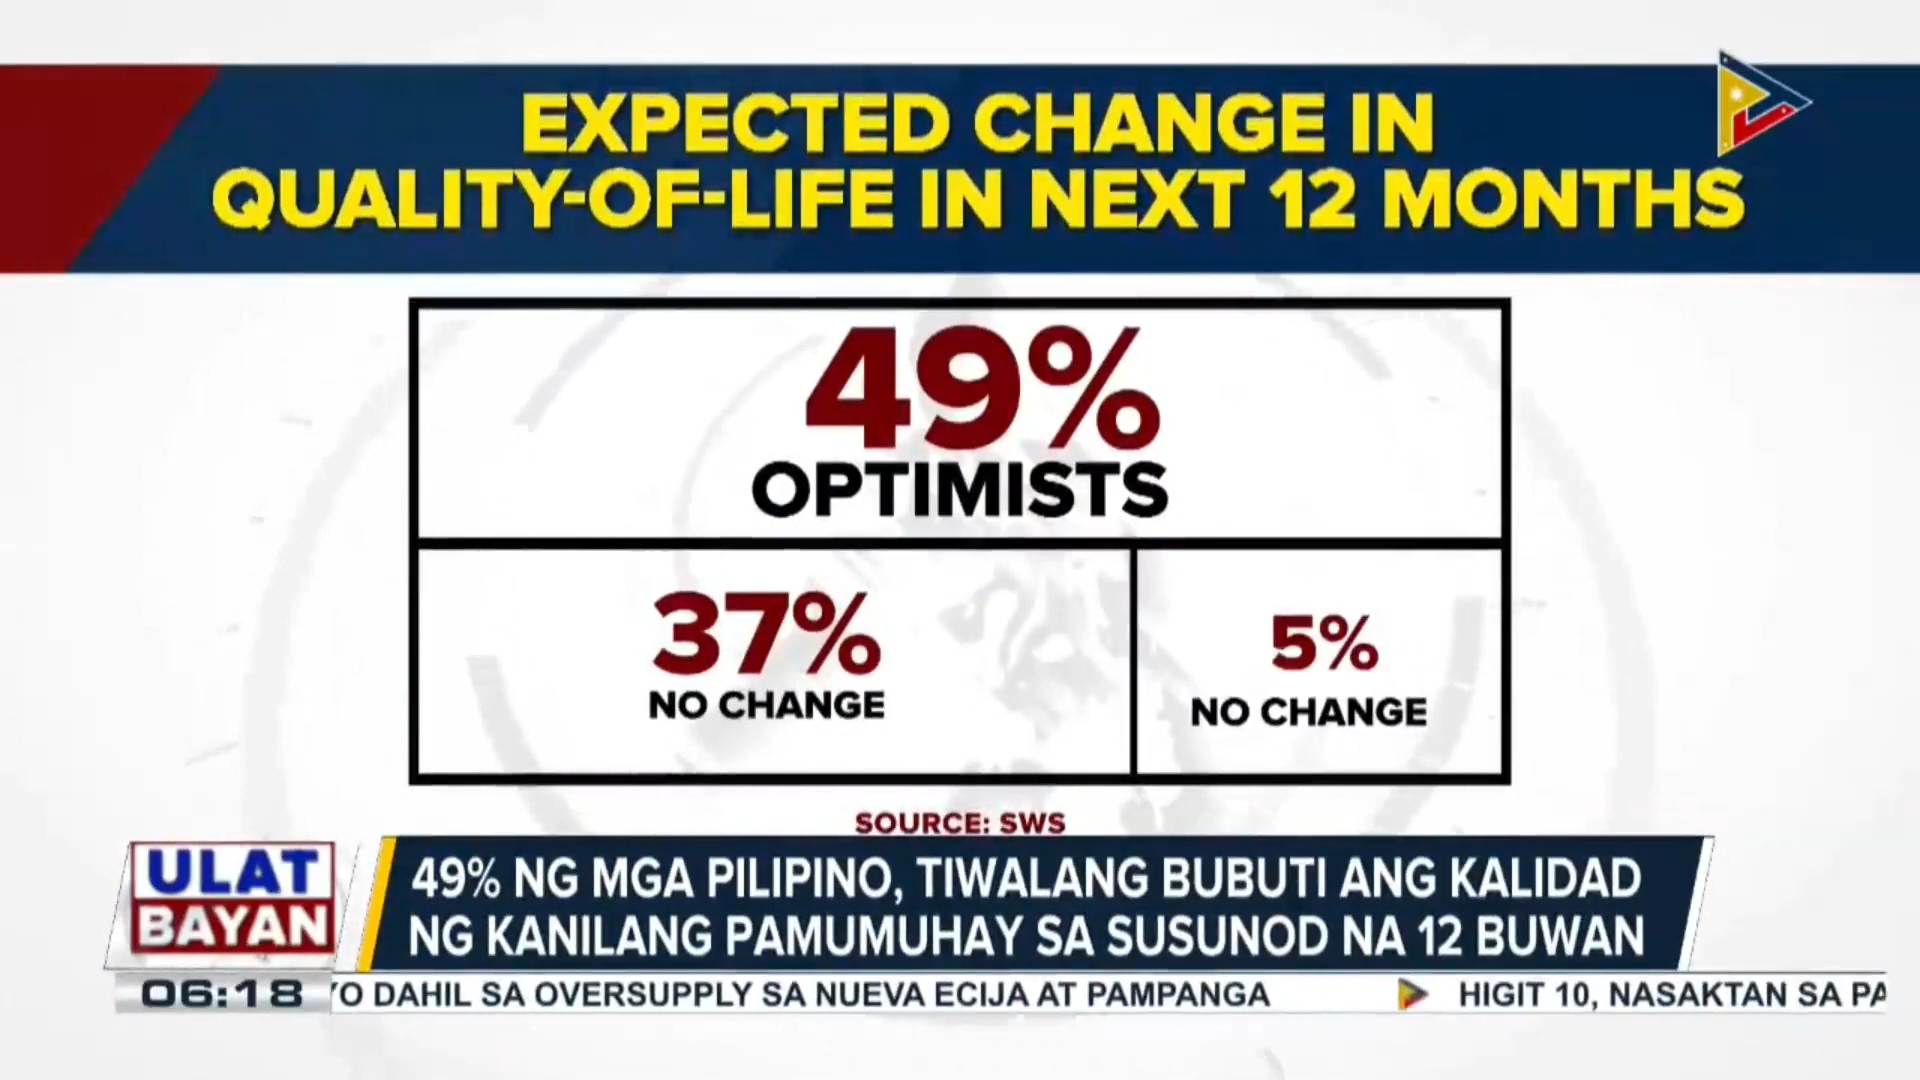 EXPECTED CHANGE IN
QUALITY-OF-LIFE IN NEXT 12 MONTHS
49%
OPTIMISTS
37%
NO CHANGE
5%
NO CHANGE
SOURCE: SWS
ULAT
BAYAN
49% NG MGA PILIPINO, TIWALANG BUBUTI ANG KALIDAD
NG KANILANG PAMUMUHAY SA SUSUNOD NA 12 BUWAN
06:18
O DAHIL SA OVERSUPPLY SA NUEVA ECIJA AT PAMPANGA
HIGIT 10, NASAKTAN SA PA